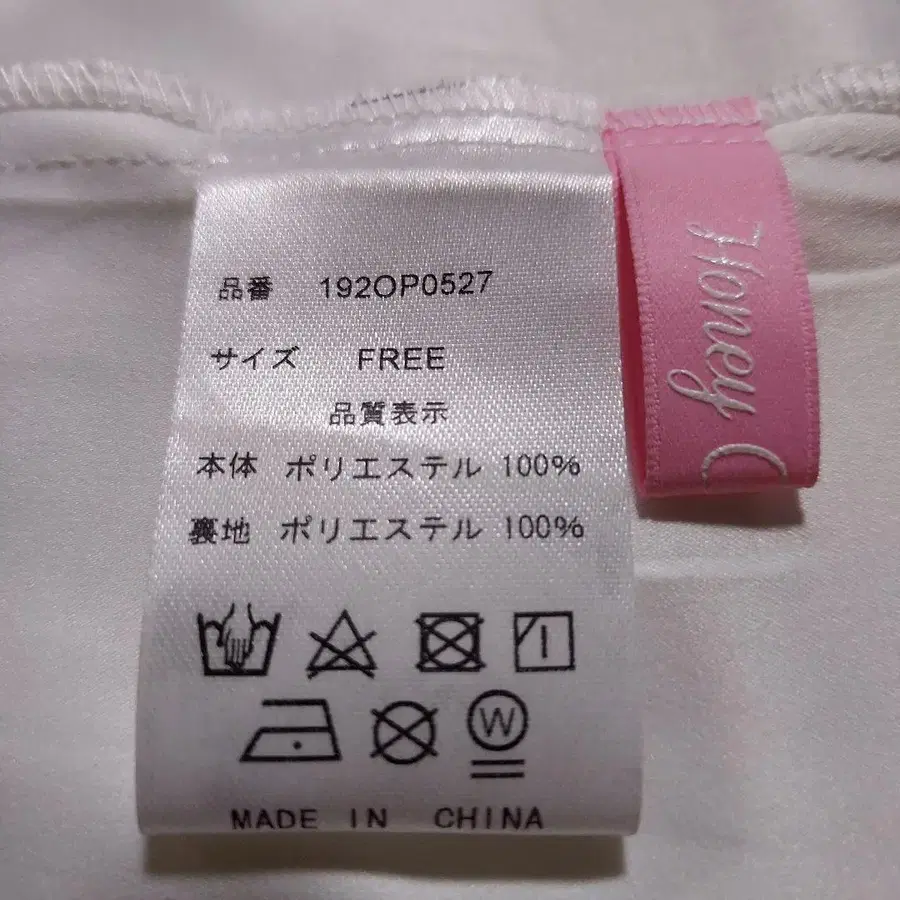 品番 192OP0527
サイズ FREE
品質表示
本体 ポリエステル 100%
裏地 ポリエステル 100%
W
MADE IN CHINA
Honey C